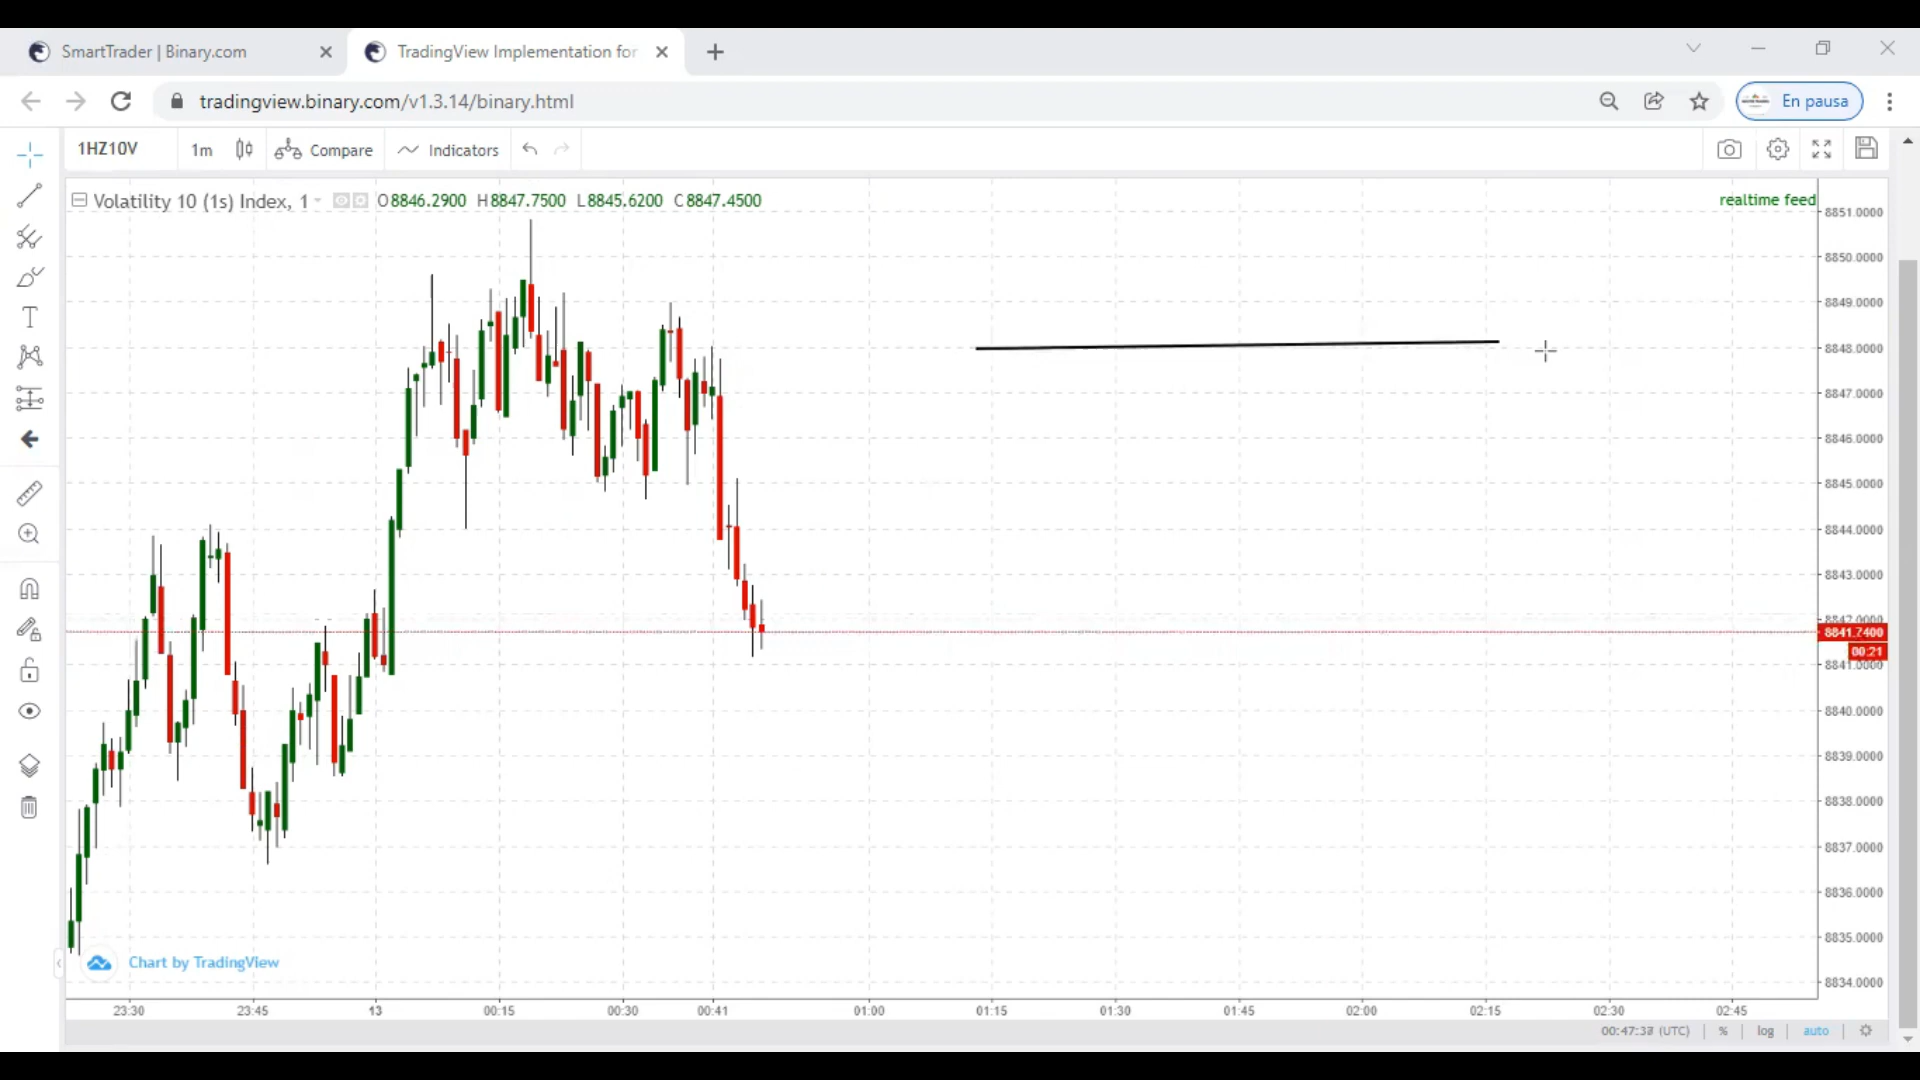 SmartTrader | Binary.com
TradingView Implementation for
tradingview.binary.com/v1.3.14/binary.html
En pausa
1HZ10V
1m
Compare
Indicators
Volatility 10 (1s) Index, 1
O8846.2900 H8847.7500 L8845.6200 C8847.4500
realtime feed
8851.0000
8850.0000
8849.0000
8848.0000
8847.0000
8846.0000
8845.0000
8844.0000
8843.0000
8842.0000
8841.7400
00:21
8841.0000
8840.0000
8839.0000
8838.0000
8837.0000
8836.0000
8835.0000
8834.0000
Chart by TradingView
23:30 23:45 13 00:15 00:30 00:41 01:00 01:15 01:30 01:45 02:00 02:15 02:30 02:45
(UTC) % log auto